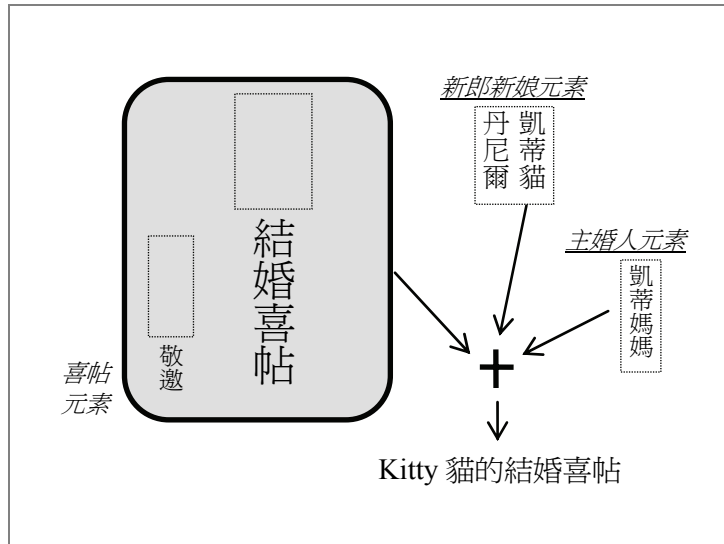 新郎新娘元素
凱蒂貓
丹尼爾
主婚人元素
凱蒂媽媽
結婚喜帖
敬邀
喜帖
元素
+
Kitty 貓的結婚喜帖